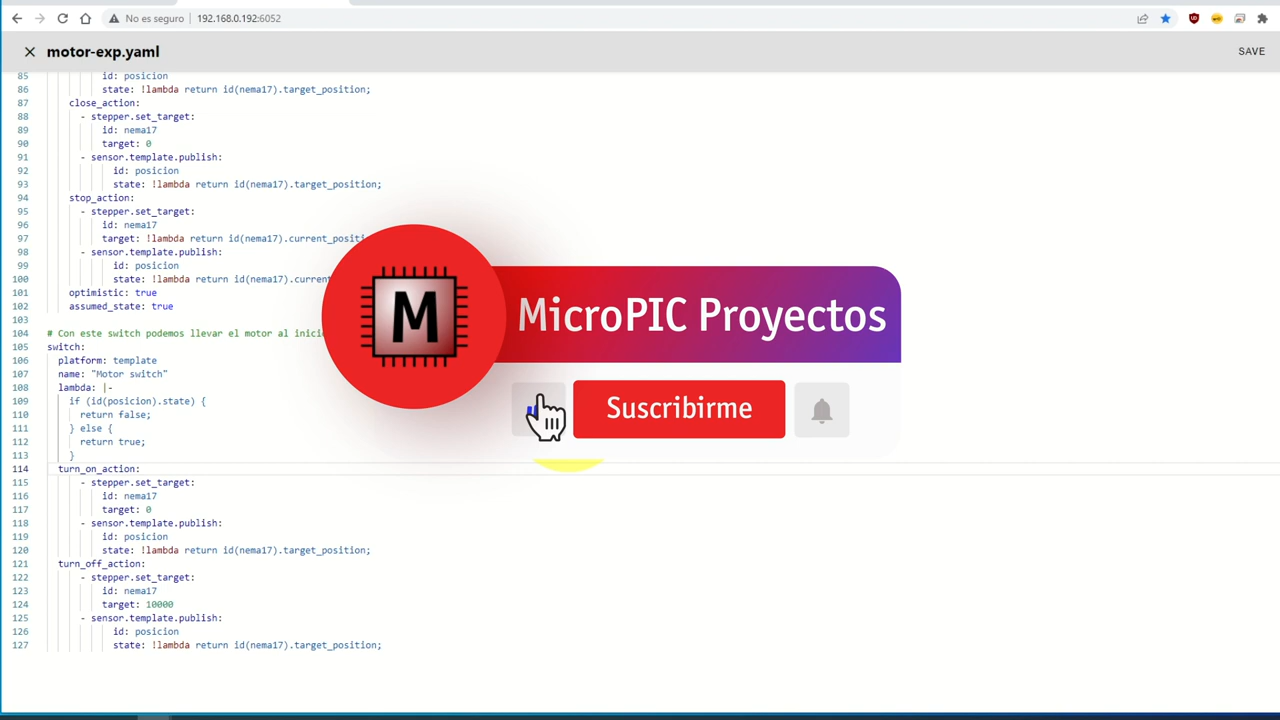 No es seguro 192.168.0.192:6052
motor-exp.yaml SAVE
85 id: posicion
86 state: !lambda return id(nema17).target_position;
87 close_action:
88 - stepper.set_target:
89 id: nema17
90 target: 0
91 - sensor.template.publish:
92 id: posicion
93 state: !lambda return id(nema17).target_position;
94 stop_action:
95 - stepper.set_target:
96 id: nema17
97 target: !lambda return id(nema17).current_positi
98 - sensor.template.publish:
99 id: posicion
100 state: !lambda return id(nema17).current
101 optimistic: true
102 assumed_state: true
103
104 # Con este switch podemos llevar el motor al inici
105 switch:
106 platform: template
107 name: "Motor switch"
108 lambda: |-
109 if (id(posicion).state) {
110 return false;
111 } else {
112 return true;
113 }
114 turn_on_action:
115 - stepper.set_target:
116 id: nema17
117 target: 0
118 - sensor.template.publish:
119 id: posicion
120 state: !lambda return id(nema17).target_position;
121 turn_off_action:
122 - stepper.set_target:
123 id: nema17
124 target: 10000
125 - sensor.template.publish:
126 id: posicion
127 state: !lambda return id(nema17).target_position;
M
MicroPIC Proyectos
Suscribirme